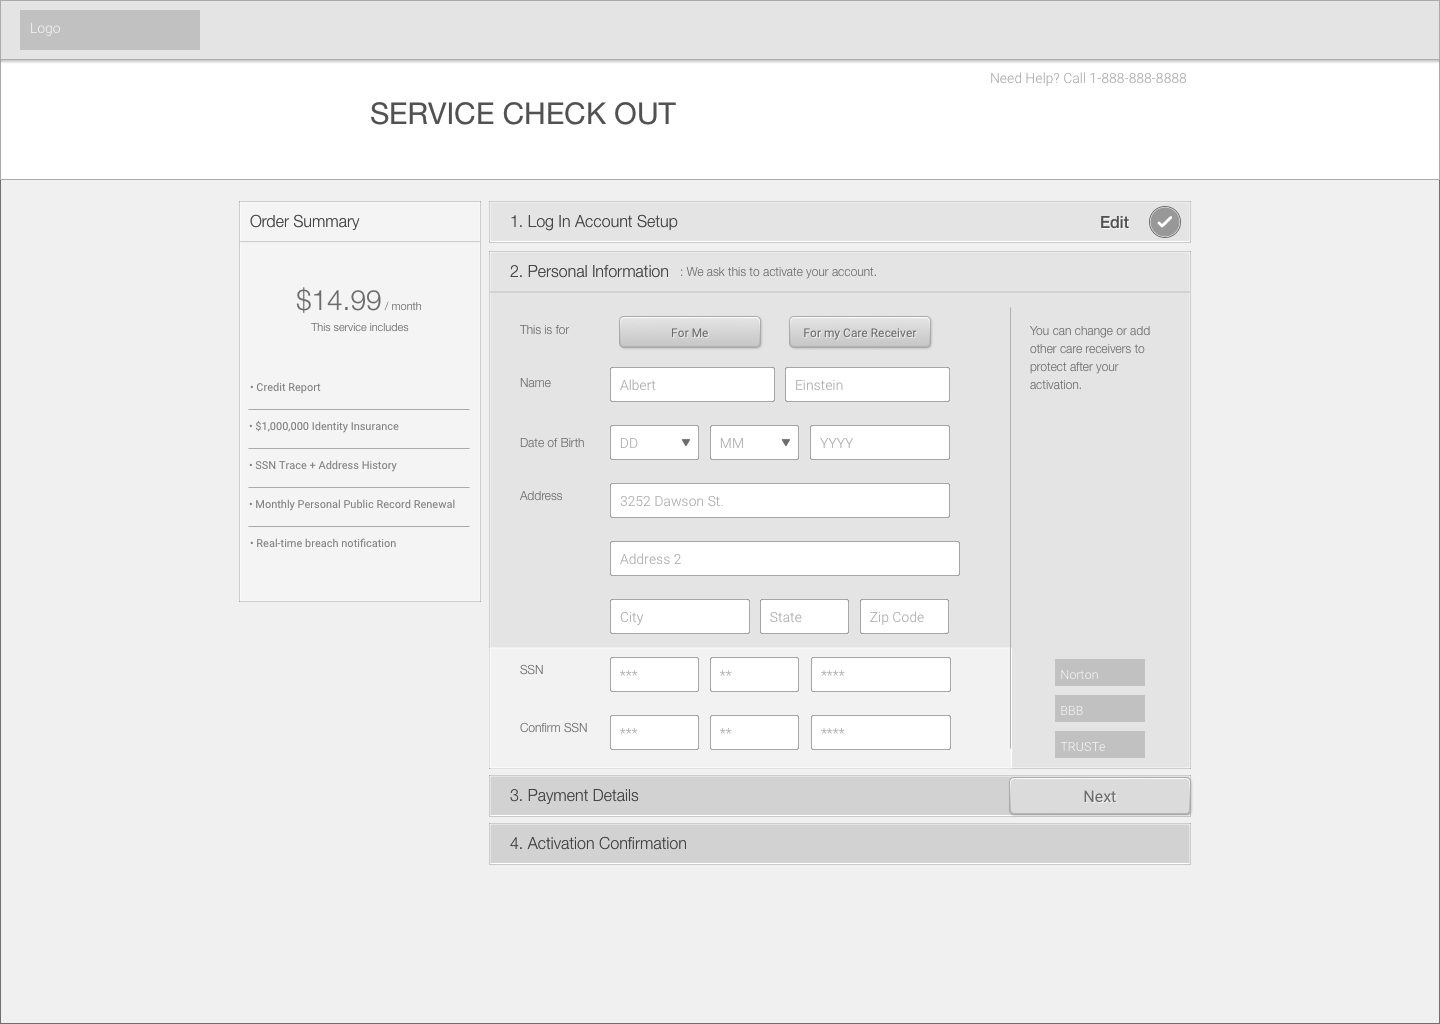 Logo
Need Help? Call 1-888-888-8888
SERVICE CHECK OUT
Order Summary
$14.99 / month
This service includes
• Credit Report
• $1,000,000 Identity Insurance
• SSN Trace + Address History
• Monthly Personal Public Record Renewal
• Real-time breach notification
1. Log In Account Setup
Edit
2. Personal Information : We ask this to activate your account.
This is for For Me For my Care Receiver
Name Albert Einstein
Date of Birth DD MM YYYY
Address 3252 Dawson St.
Address 2
City State Zip Code
SSN *** ** ****
Confirm SSN *** ** ****
You can change or add
other care receivers to
protect after your
activation.
Norton
BBB
TRUSTe
3. Payment Details
Next
4. Activation Confirmation